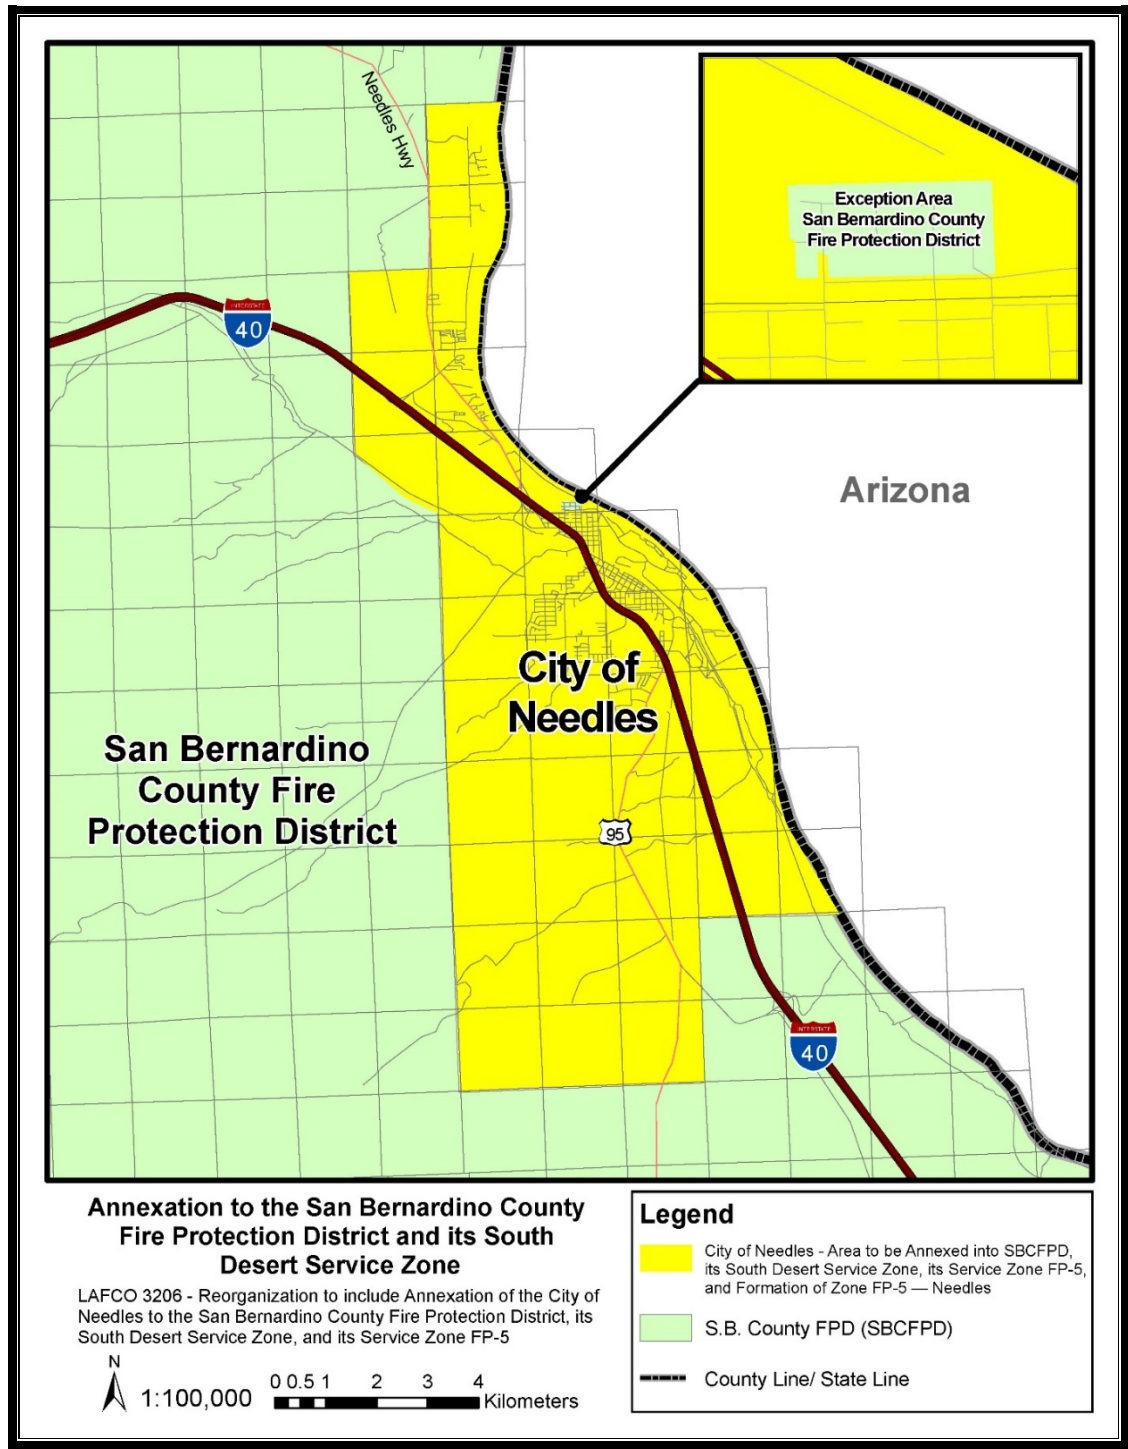 Needles Hwy
Exception Area
San Bernardino County
Fire Protection District
INTERSTATE
40
Arizona
City of
Needles
San Bernardino
County Fire
Protection District
95
INTERSTATE
40
Annexation to the San Bernardino County
Fire Protection District and its South
Desert Service Zone
LAFCO 3206 - Reorganization to include Annexation of the City of
Needles to the San Bernardino County Fire Protection District, its
South Desert Service Zone, and its Service Zone FP-5
N
1:100,000
0 0.5 1 2 3 4
Kilometers
Legend
City of Needles - Area to be Annexed into SBCFPD,
its South Desert Service Zone, its Service Zone FP-5,
and Formation of Zone FP-5 — Needles
S.B. County FPD (SBCFPD)
County Line/ State Line